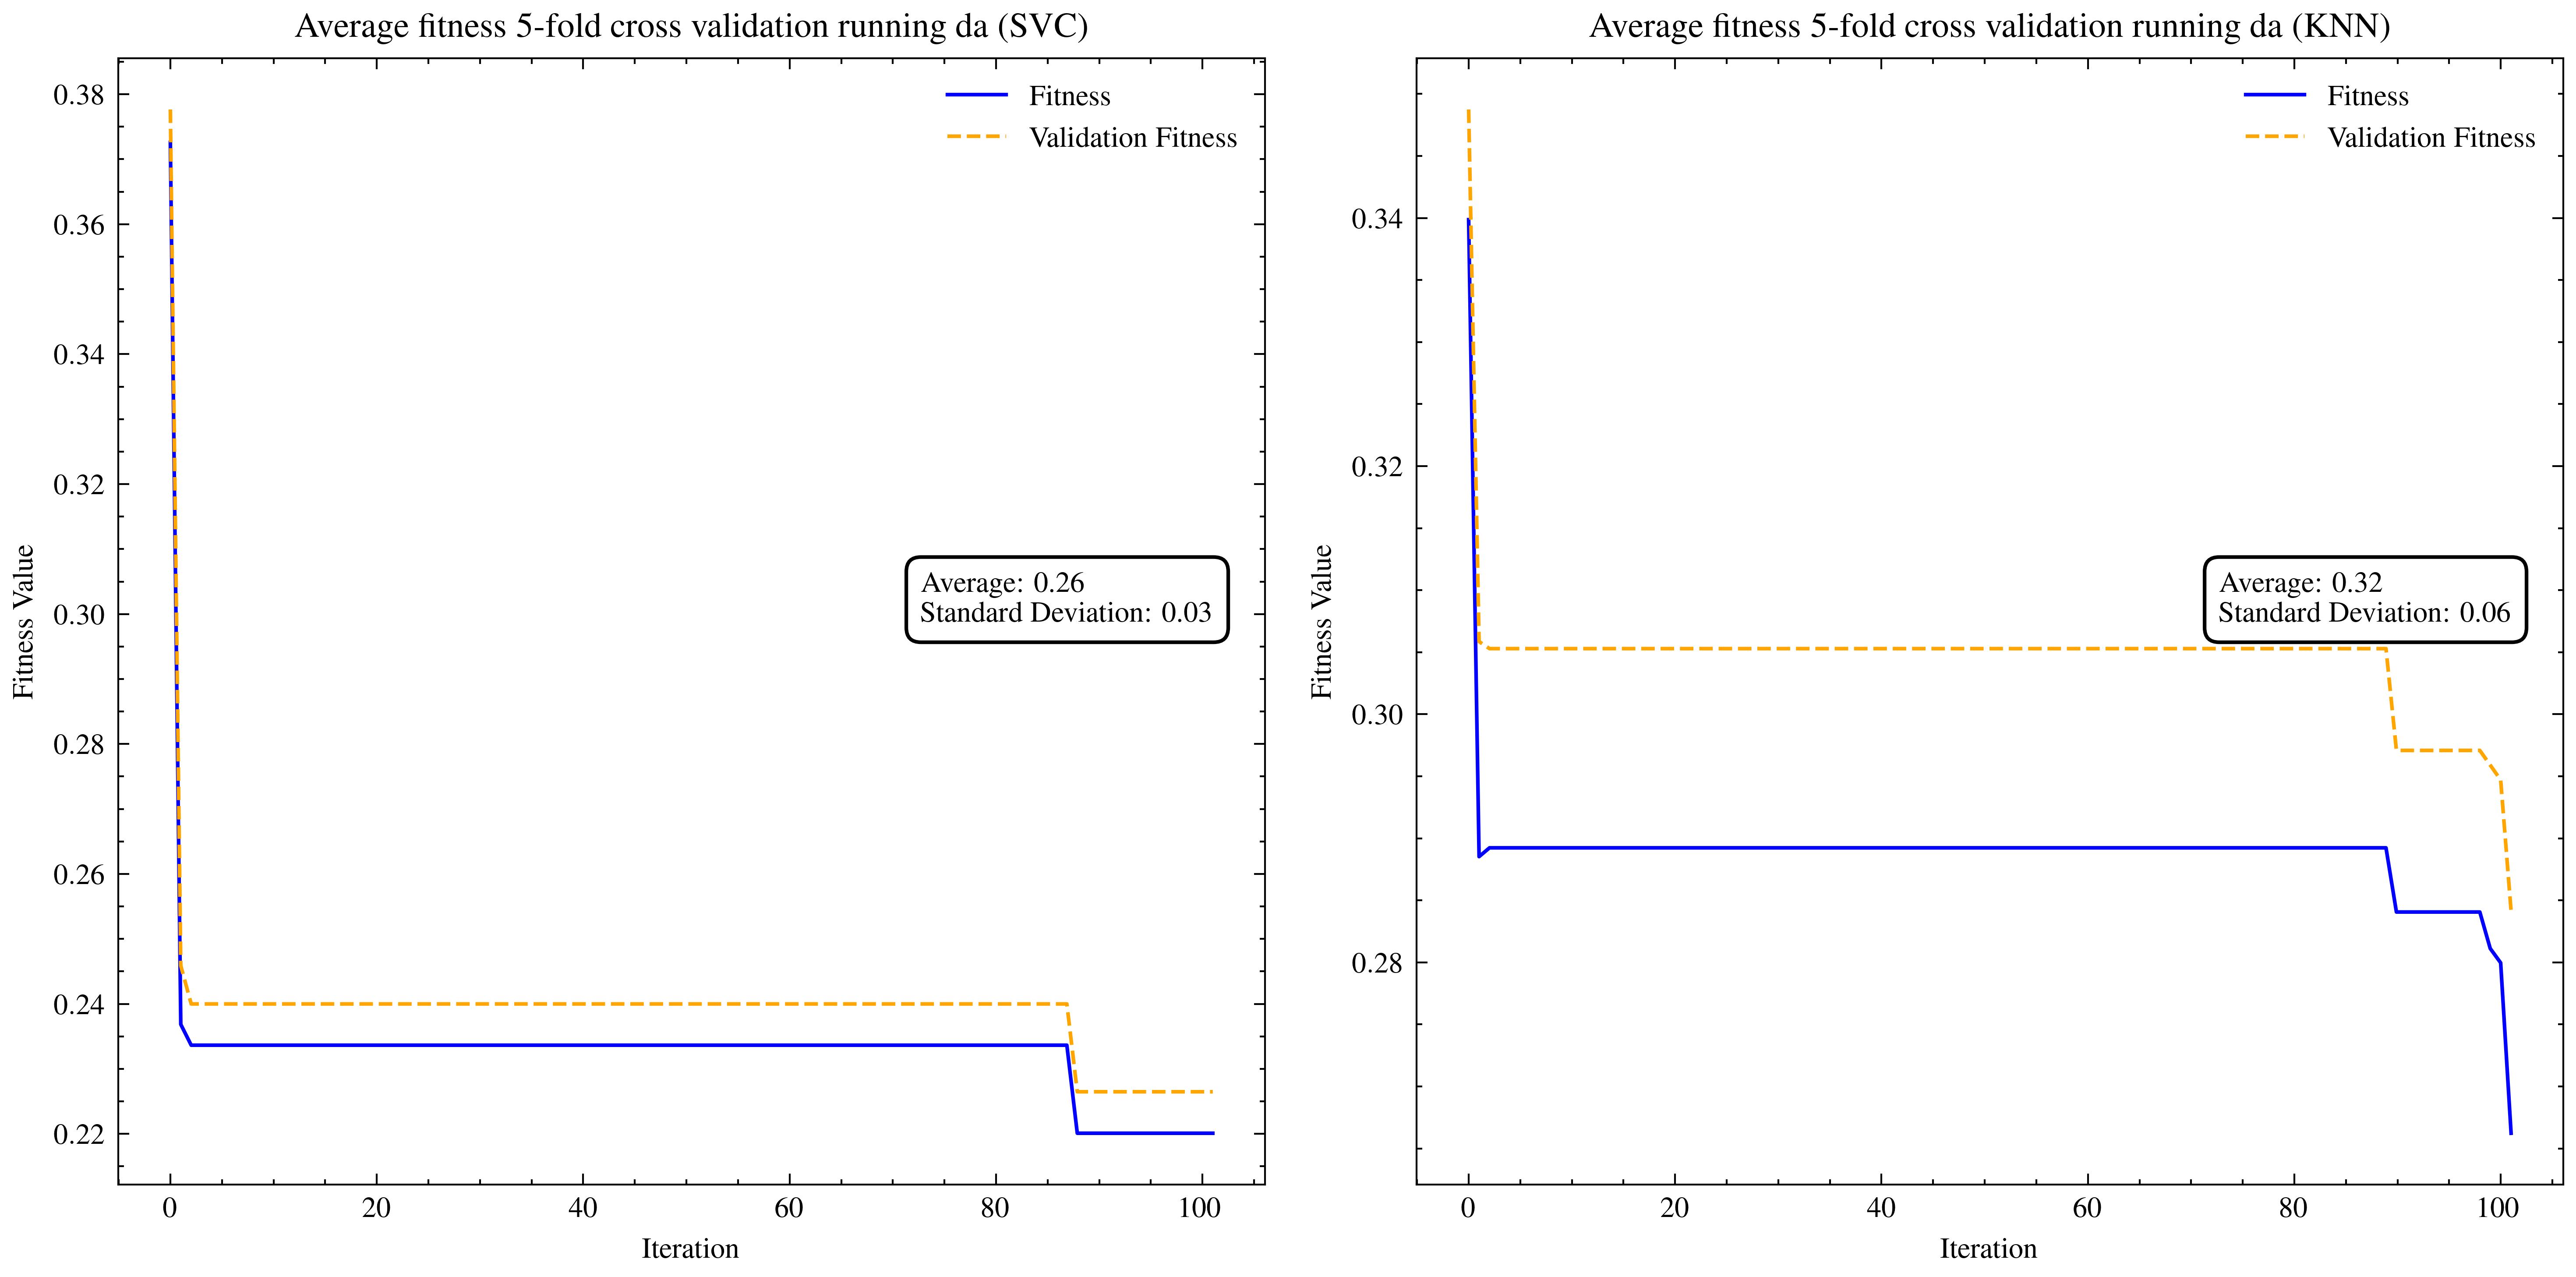 Average fitness 5-fold cross validation running da (SVC)
Fitness
Validation Fitness
0.38
0.36
0.34
0.32
0.30
0.28
0.26
0.24
0.22
Fitness Value
Average: 0.26
Standard Deviation: 0.03
0
20
40
60
80
100
Iteration
Average fitness 5-fold cross validation running da (KNN)
Fitness
Validation Fitness
0.34
0.32
0.30
0.28
Fitness Value
Average: 0.32
Standard Deviation: 0.06
0
20
40
60
80
100
Iteration